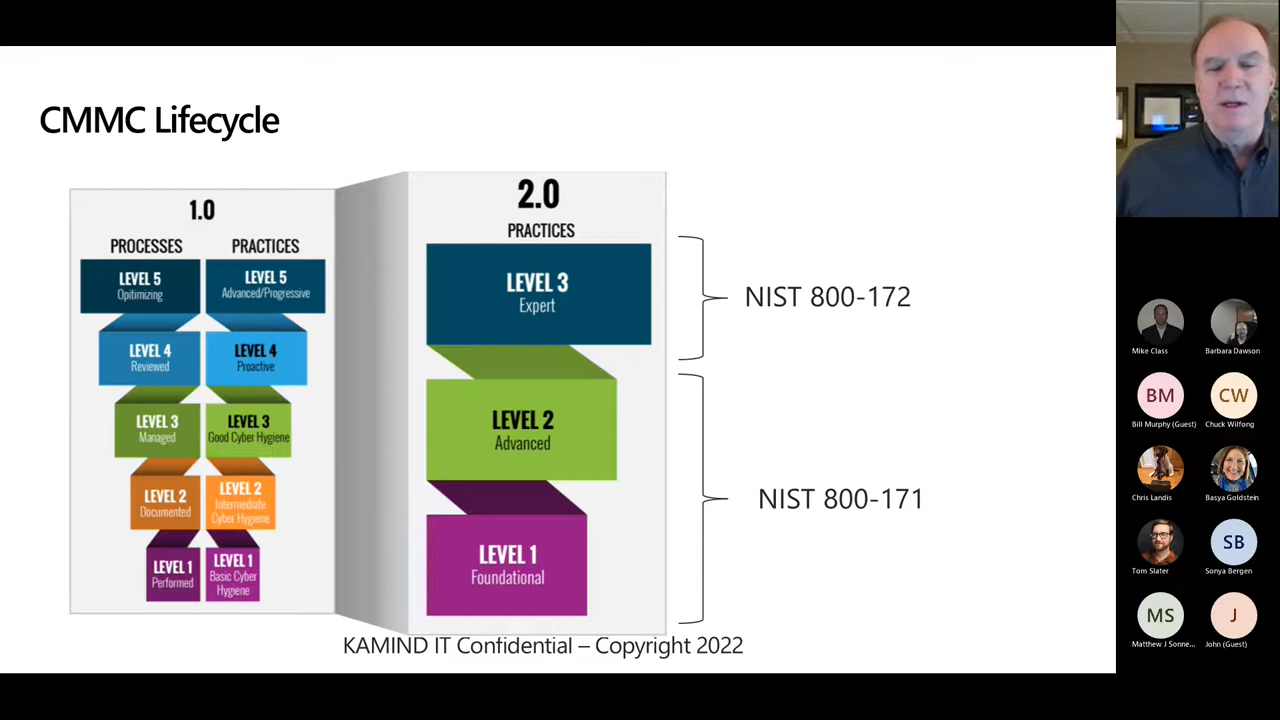 CMMC Lifecycle
1.0
PROCESSES
PRACTICES
LEVEL 5
Opitimizing
LEVEL 5
Advanced/Progressive
LEVEL 4
Reviewed
LEVEL 4
Proactive
LEVEL 3
Managed
LEVEL 3
Good Cyber Hygiene
LEVEL 2
Documented
LEVEL 2
Intermediate
Cyber Hygiene
LEVEL 1
Performed
LEVEL 1
Basic Cyber
Hygiene
2.0
PRACTICES
LEVEL 3
Expert
LEVEL 2
Advanced
LEVEL 1
Foundational
NIST 800-172
NIST 800-171
KAMIND IT Confidential – Copyright 2022
Mike Class
Barbara Dawson
BM
Bill Murphy (Guest)
CW
Chuck Wilfong
Chris Landis
Basya Goldstein
Tom Slater
SB
Sonya Bergen
MS
Matthew J Sonne...
J
John (Guest)